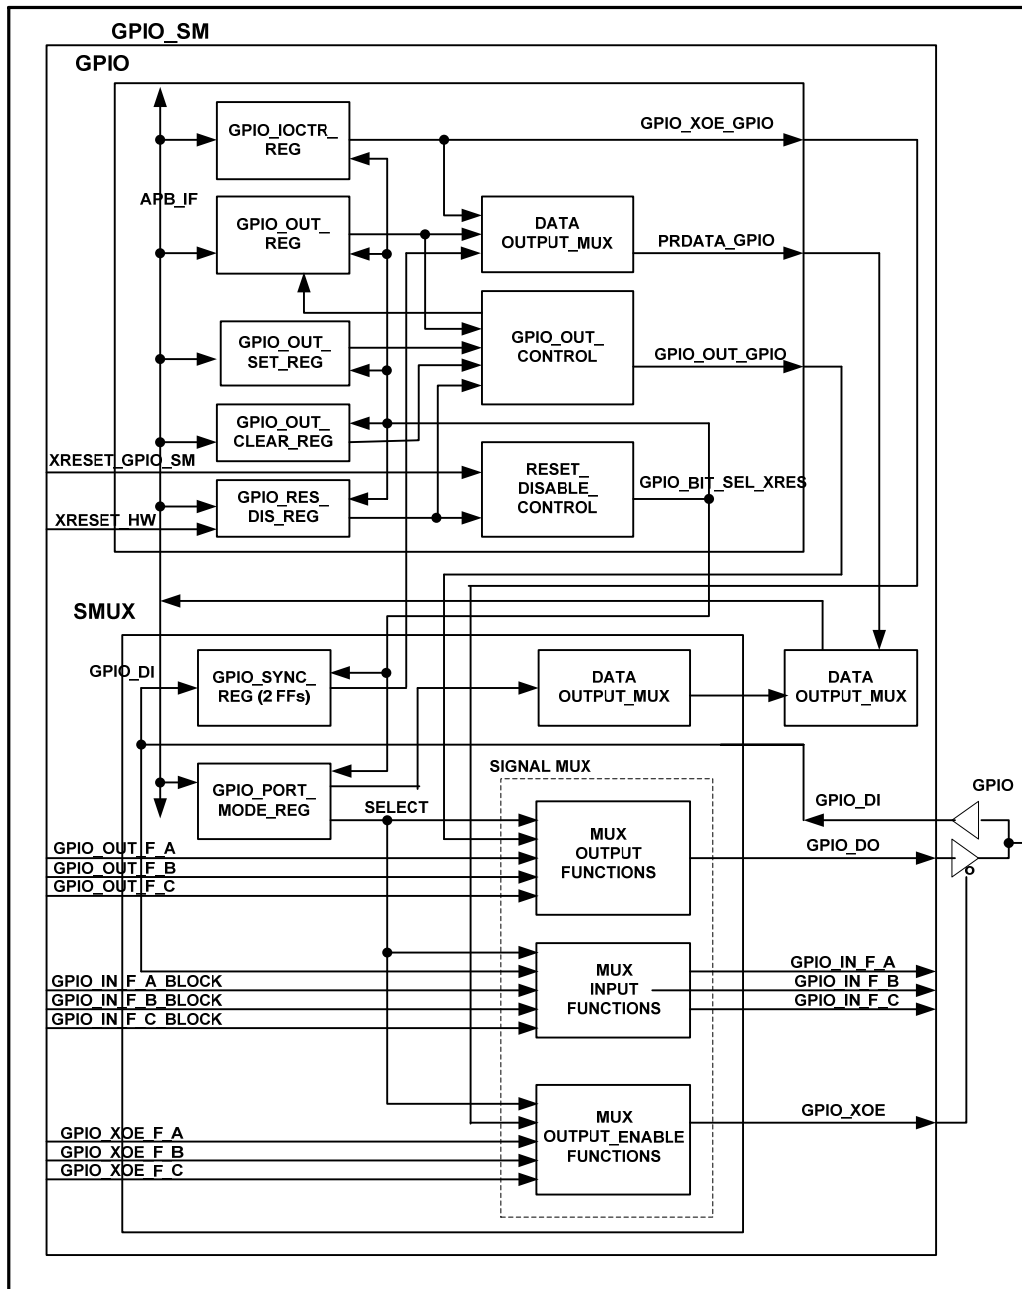 GPIO_SM
GPIO
GPIO_IOCTR_
REG
GPIO_XOE_GPIO
APB_IF
GPIO_OUT_
REG
DATA
OUTPUT_MUX
PRDATA_GPIO
GPIO_OUT_
SET_REG
GPIO_OUT_
CONTROL
GPIO_OUT_GPIO
GPIO_OUT_
CLEAR_REG
XRESET_GPIO_SM
RESET_
DISABLE_
CONTROL
GPIO_BIT_SEL_XRES
GPIO_RES_
DIS_REG
XRESET_HW
SMUX
GPIO_DI
GPIO_SYNC_
REG (2 FFs)
DATA
OUTPUT_MUX
DATA
OUTPUT_MUX
SIGNAL MUX
GPIO_PORT_
MODE_REG
SELECT
GPIO
GPIO_DI
MUX
OUTPUT
FUNCTIONS
GPIO_DO
GPIO_OUT_F_A
GPIO_OUT_F_B
GPIO_OUT_F_C
MUX
INPUT
FUNCTIONS
GPIO_IN_F_A
GPIO_IN_F_B
GPIO_IN_F_C
GPIO_IN_F_A_BLOCK
GPIO_IN_F_B_BLOCK
GPIO_IN_F_C_BLOCK
MUX
OUTPUT_ENABLE
FUNCTIONS
GPIO_XOE
GPIO_XOE_F_A
GPIO_XOE_F_B
GPIO_XOE_F_C